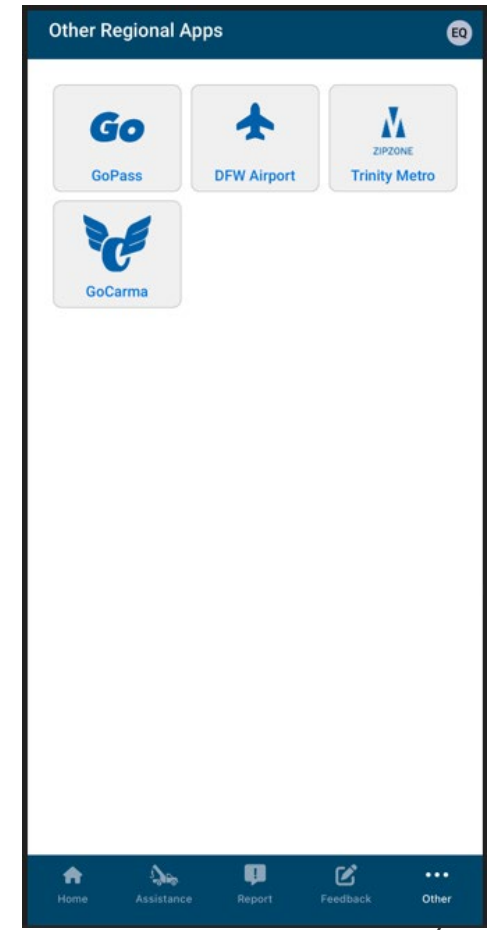 Other Regional Apps
EQ
Go
GoPass
DFW Airport
ZIPZONE
Trinity Metro
GoCarma
Home
Assistance
Report
Feedback
Other